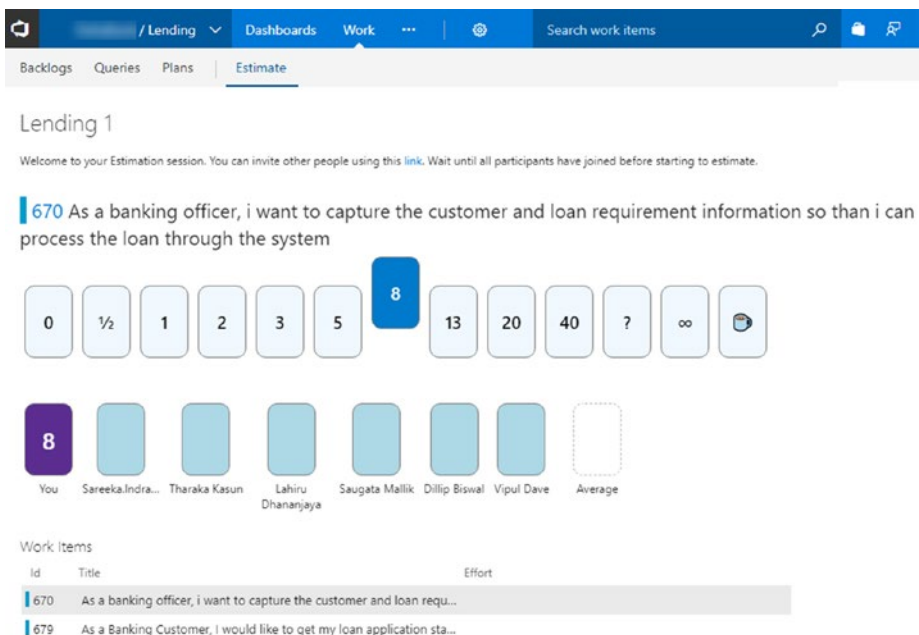 / Lending Dashboards Work ... Search work items
Backlogs Queries Plans Estimate
Lending 1
Welcome to your Estimation session. You can invite other people using this link. Wait until all participants have joined before starting to estimate.
670 As a banking officer, i want to capture the customer and loan requirement information so than i can
process the loan through the system
0 ½ 1 2 3 5 8 13 20 40 ? ∞
8
You Sareeka.Indra... Tharaka Kasun Lahiru Dhananjaya Saugata Mallik Dillip Biswal Vipul Dave Average
Work Items
Id Title Effort
670 As a banking officer, i want to capture the customer and loan requ...
679 As a Banking Customer, I would like to get my loan application sta...